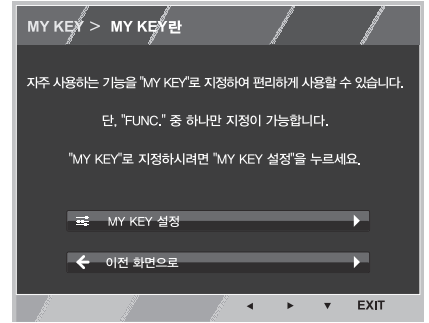 MY KEY > MY KEY란
자주 사용하는 기능을 "MY KEY"로 지정하여 편리하게 사용할 수 있습니다.
단, "FUNC." 중 하나만 지정이 가능합니다.
"MY KEY"로 지정하시려면 "MY KEY 설정"을 누르세요.
MY KEY 설정
이전 화면으로
EXIT